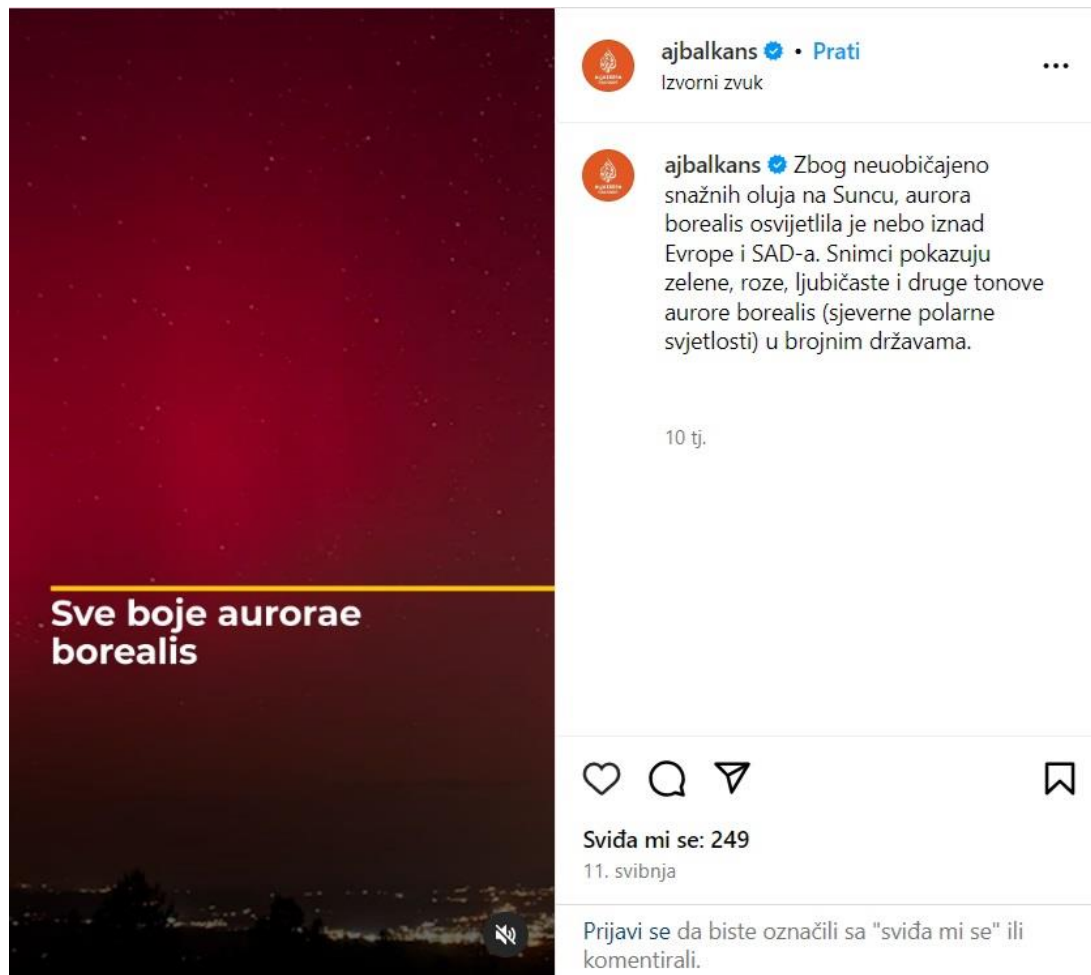 Sve boje aurorae
borealis
ajbalkans • Prati
Izvorni zvuk
ajbalkans Zbog neuobičajeno
snažnih oluja na Suncu, aurora
borealis osvijetlila je nebo iznad
Evrope i SAD-a. Snimci pokazuju
zelene, roze, ljubičaste i druge tonove
aurore borealis (sjeverne polarne
svjetlosti) u brojnim državama.
10 tj.
Sviđa mi se: 249
11. svibnja
Prijavi se da biste označili sa "sviđa mi se" ili
komentirali.